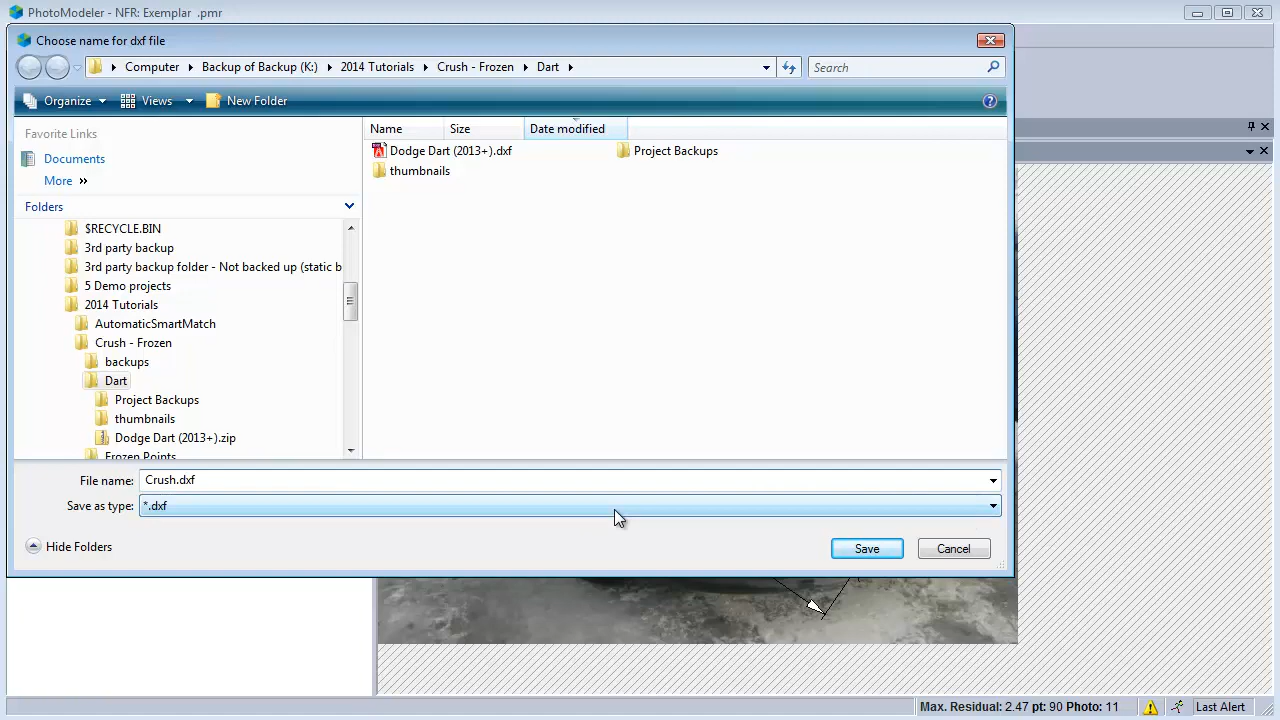 PhotoModeler - NFR: Exemplar .pmr
Choose name for dxf file
Computer Backup of Backup (K:) 2014 Tutorials Crush - Frozen Dart Search
Organize Views New Folder
Favorite Links
Documents
More
Folders
$RECYCLE.BIN
3rd party backup
3rd party backup folder - Not backed up (static b
5 Demo projects
2014 Tutorials
AutomaticSmartMatch
Crush - Frozen
backups
Dart
Project Backups
thumbnails
Dodge Dart (2013+).zip
Frozen Points
Name Size Date modified
Dodge Dart (2013+).dxf Project Backups
thumbnails
File name: Crush.dxf
Save as type: *.dxf
Hide Folders Save Cancel
Max. Residual: 2.47 pt: 90 Photo: 11 Last Alert